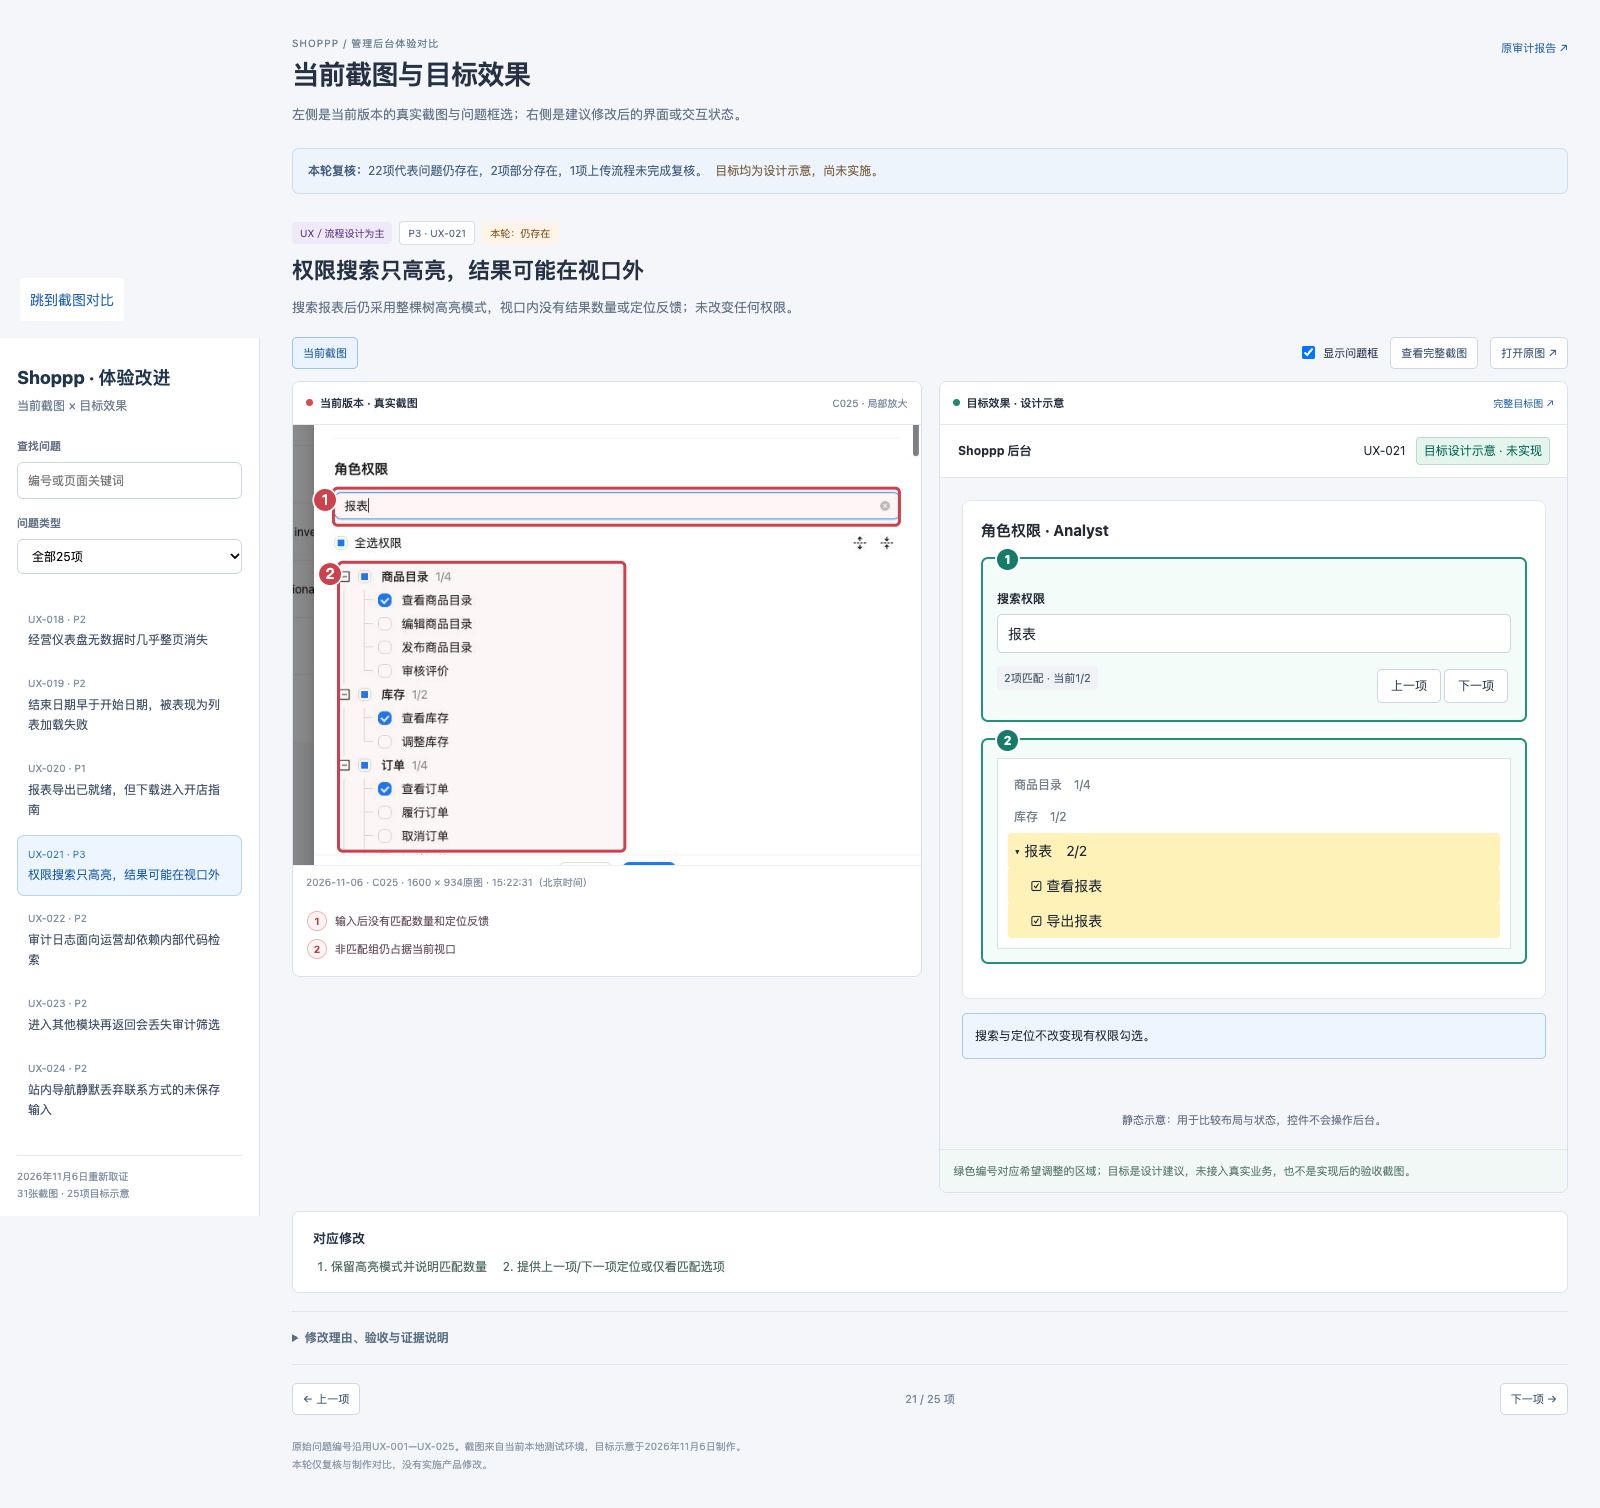 SHOPPP / 管理后台体验对比
当前截图与目标效果
原审计报告 ↗
左侧是当前版本的真实截图与问题框选；右侧是建议修改后的界面或交互状态。
本轮复核：22项代表问题仍存在，2项部分存在，1项上传流程未完成复核。 目标均为设计示意，尚未实施。
UX / 流程设计为主
P3 · UX-021
本轮：仍存在
权限搜索只高亮，结果可能在视口外
搜索报表后仍采用整棵树高亮模式，视口内没有结果数量或定位反馈；未改变任何权限。
跳到截图对比
Shoppp · 体验改进
当前截图 × 目标效果
查找问题
编号或页面关键词
问题类型
全部25项
UX-018 · P2
经营仪表盘无数据时几乎整页消失
UX-019 · P2
结束日期早于开始日期，被表现为列
表加载失败
UX-020 · P1
报表导出已就绪，但下载进入开店指
南
UX-021 · P3
权限搜索只高亮，结果可能在视口外
UX-022 · P2
审计日志面向运营却依赖内部代码检
索
UX-023 · P2
进入其他模块再返回会丢失审计筛选
UX-024 · P2
站内导航静默丢弃联系方式的未保存
输入
2026年11月6日重新取证
31张截图 · 25项目标示意
当前截图
显示问题框
查看完整截图
打开原图 ↗
当前版本 · 真实截图
C025 · 局部放大
角色权限
1
报表
inve
全选权限
iona
2
商品目录 1/4
查看商品目录
编辑商品目录
发布商品目录
审核评价
库存 1/2
查看库存
调整库存
订单 1/4
查看订单
履行订单
取消订单
2026-11-06 · C025 · 1600 × 934原图 · 15:22:31（北京时间）
1 输入后没有匹配数量和定位反馈
2 非匹配组仍占据当前视口
目标效果 · 设计示意
完整目标图 ↗
Shoppp 后台
UX-021
目标设计示意 · 未实现
角色权限 · Analyst
1
搜索权限
报表
2项匹配 · 当前1/2
上一项
下一项
2
商品目录 1/4
库存 1/2
▾ 报表 2/2
☑ 查看报表
☑ 导出报表
搜索与定位不改变现有权限勾选。
静态示意：用于比较布局与状态，控件不会操作后台。
绿色编号对应希望调整的区域；目标是设计建议，未接入真实业务，也不是实现后的验收截图。
对应修改
1. 保留高亮模式并说明匹配数量 2. 提供上一项/下一项定位或仅看匹配选项
▶ 修改理由、验收与证据说明
← 上一项
21 / 25 项
下一项 →
原始问题编号沿用UX-001—UX-025。截图来自当前本地测试环境，目标示意于2026年11月6日制作。
本轮仅复核与制作对比，没有实施产品修改。